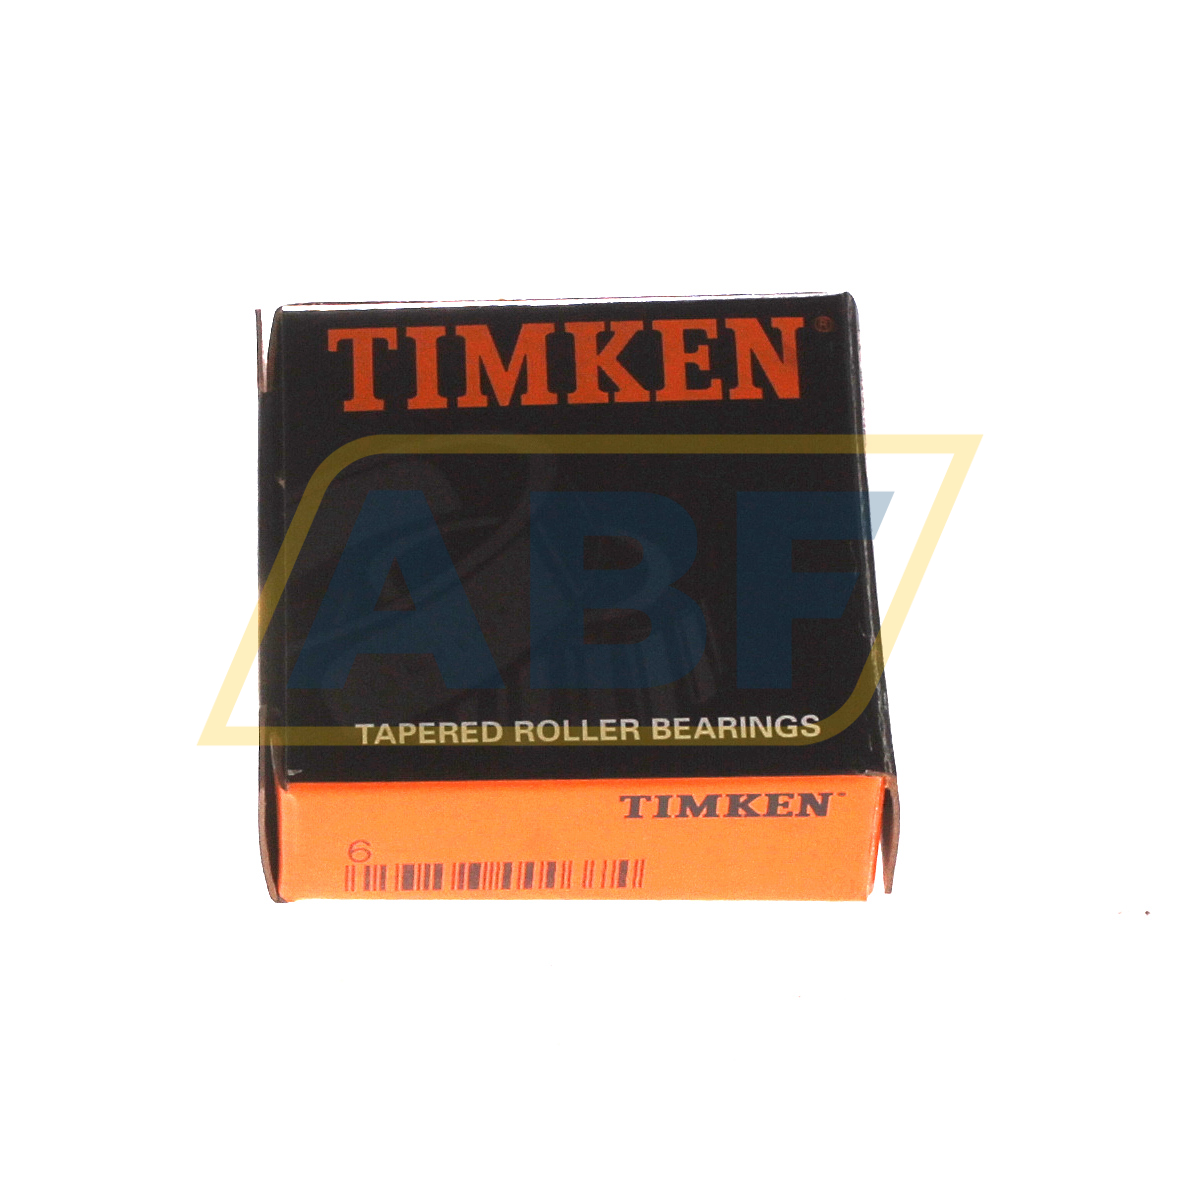 TIMKEN®
ABF
TAPERED ROLLER BEARINGS
TIMKEN
6